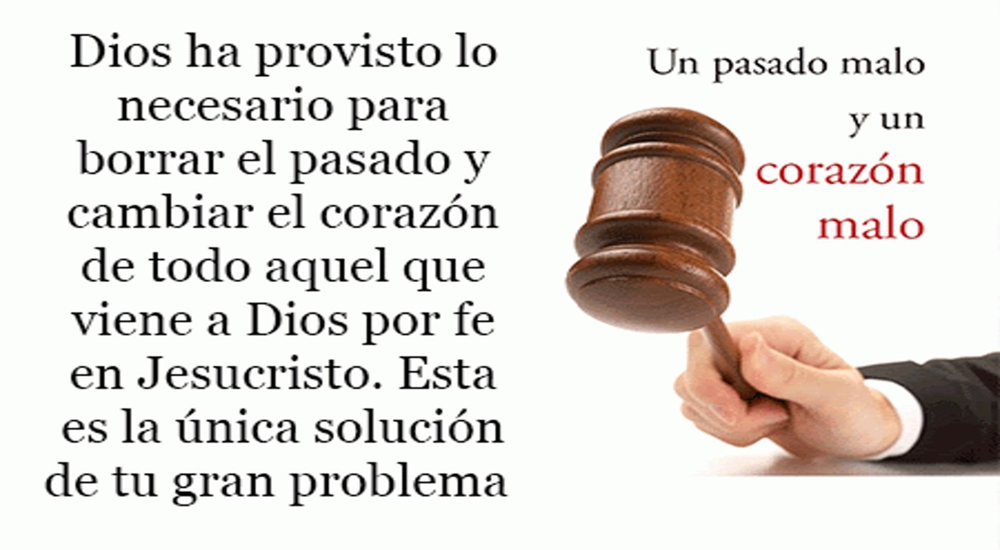 Dios ha provisto lo
necesario para
borrar el pasado y
cambiar el corazón
de todo aquel que
viene a Dios por fe
en Jesucristo. Esta
es la única solución
de tu gran problema
Un pasado malo
y un
corazón
malo